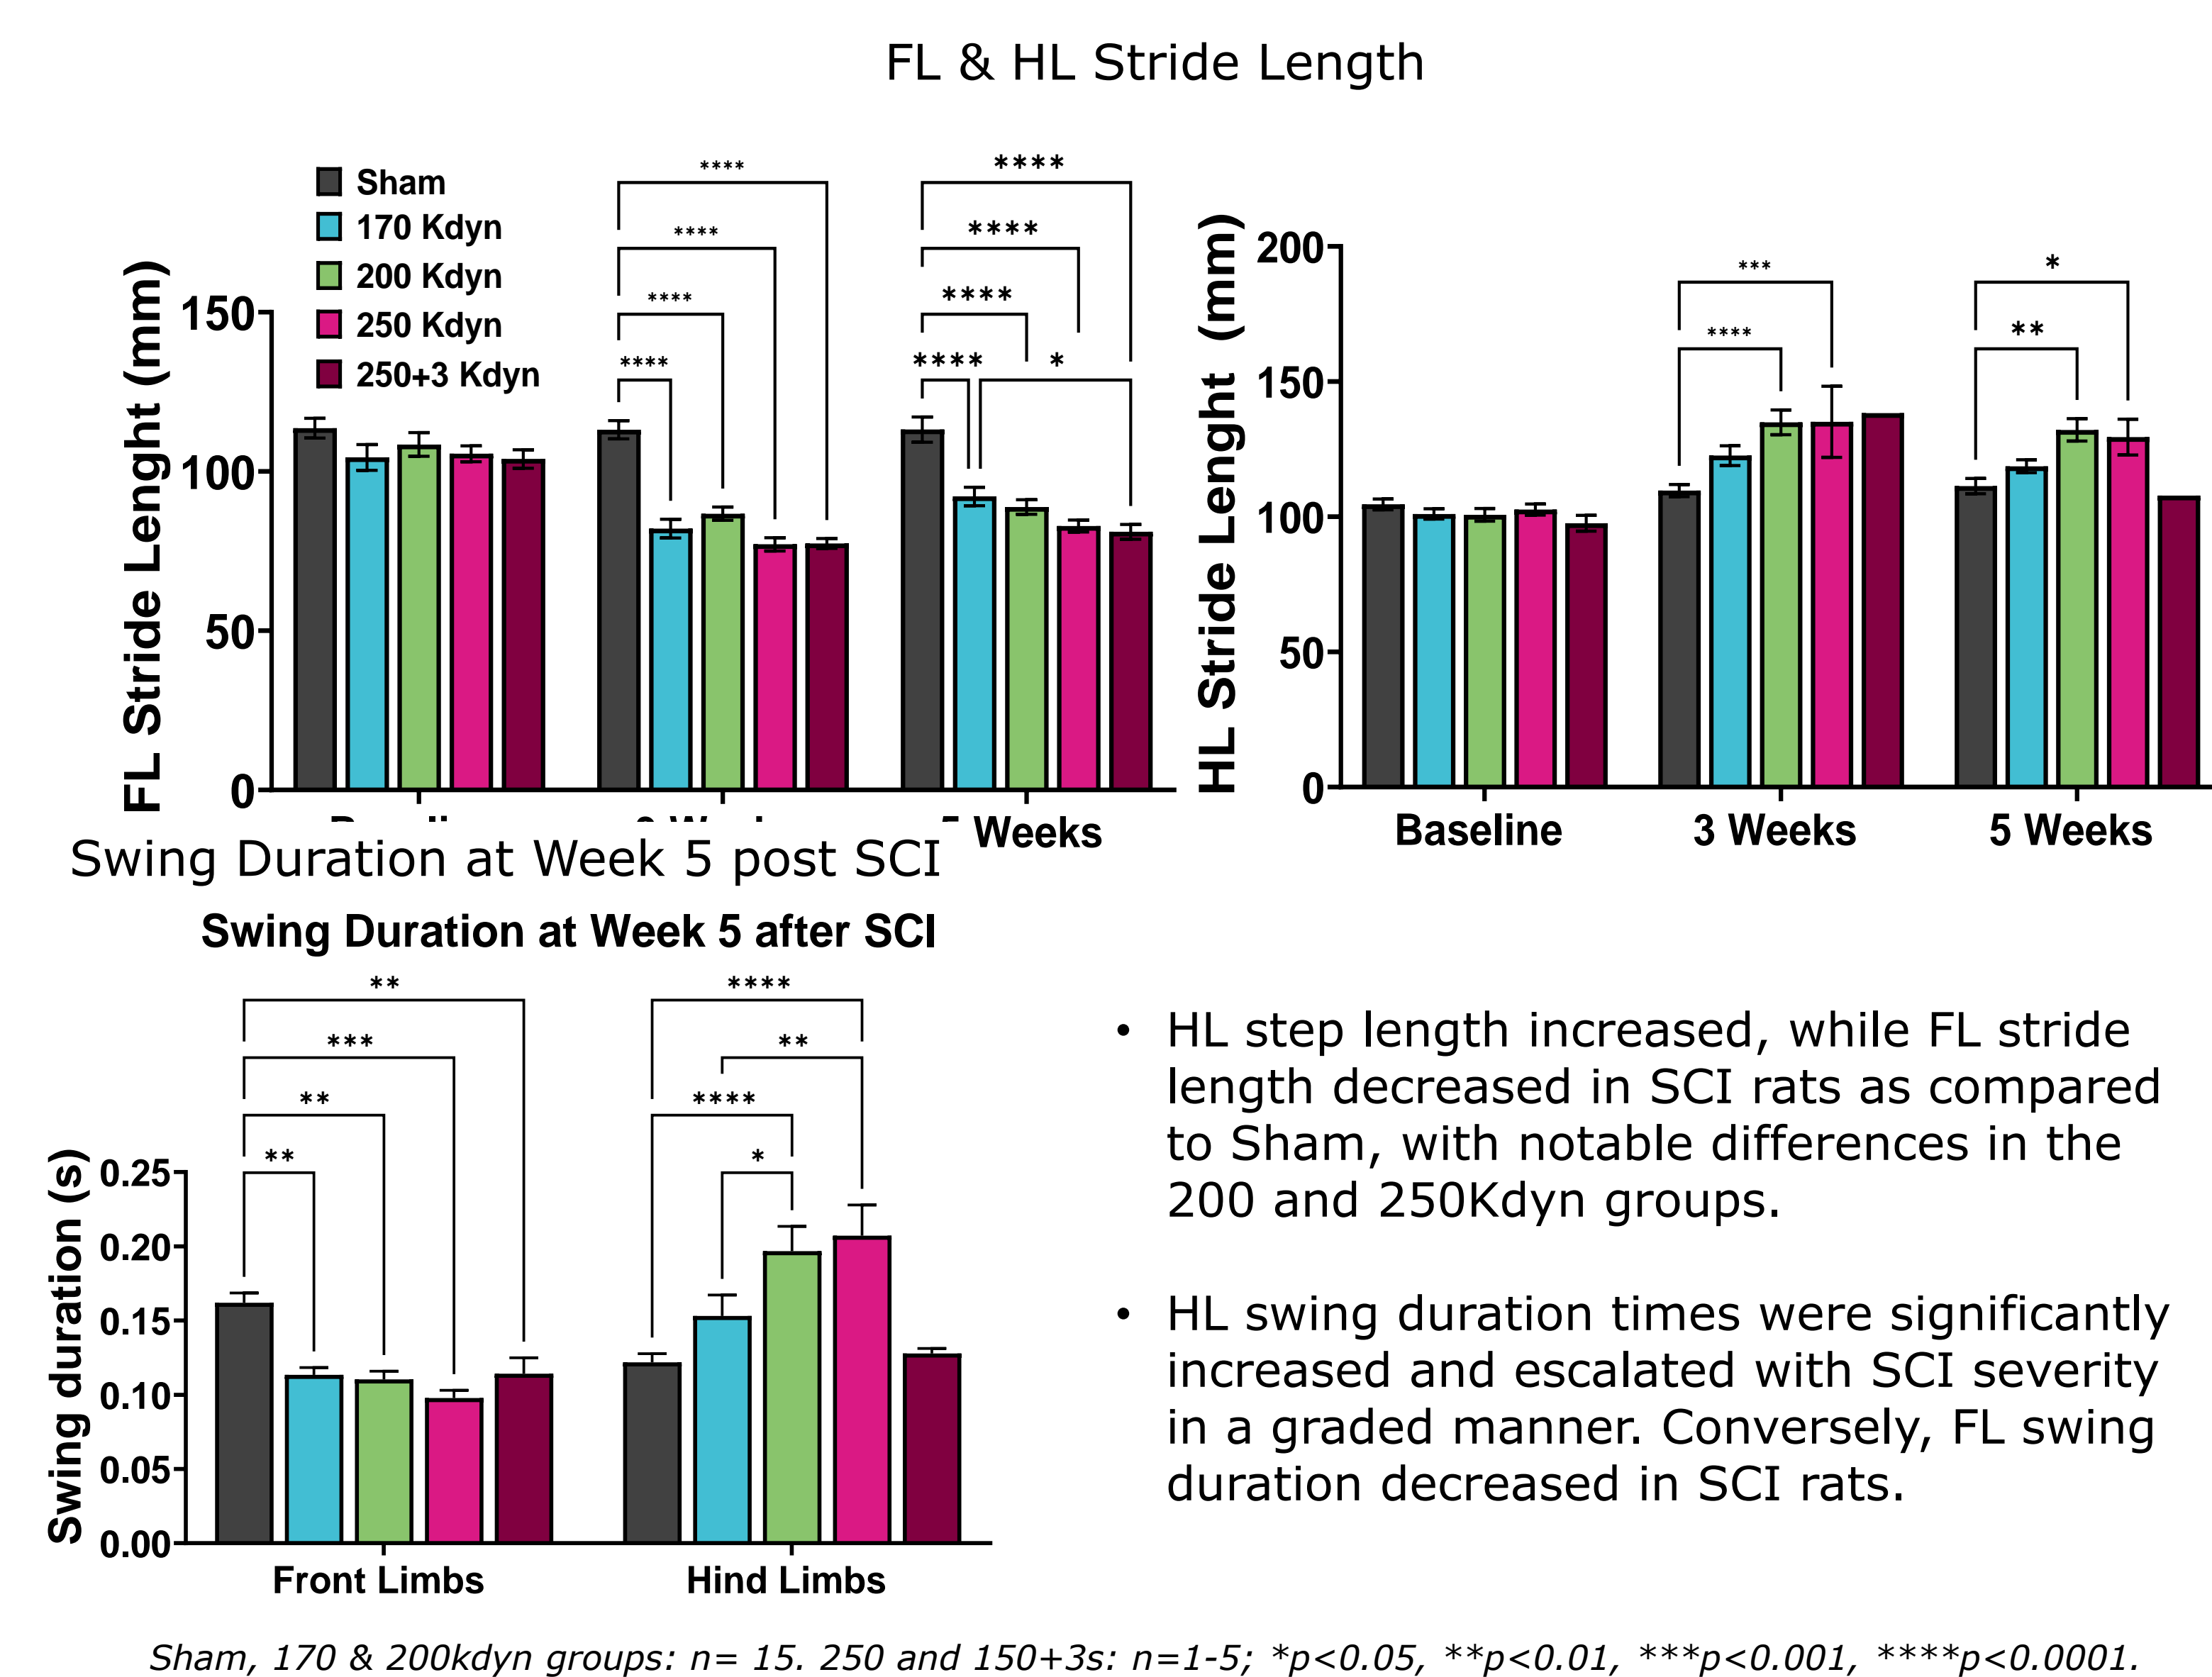 FL & HL Stride Length
Sham
170 Kdyn
200 Kdyn
250 Kdyn
250+3 Kdyn
FL Stride Lenght (mm)
150
100
50
0
**** **** **** ****
**** **** **** **** *
Weeks
HL Stride Lenght (mm)
200
150
100
50
0
*** ****
* **
Baseline 3 Weeks 5 Weeks
Swing Duration at Week 5 post SCI
Swing Duration at Week 5 after SCI
Swing duration (s)
0.25
0.20
0.15
0.10
0.05
0.00
** *** ** **
**** ** **** *
Front Limbs Hind Limbs
• HL step length increased, while FL stride
length decreased in SCI rats as compared
to Sham, with notable differences in the
200 and 250Kdyn groups.
• HL swing duration times were significantly
increased and escalated with SCI severity
in a graded manner. Conversely, FL swing
duration decreased in SCI rats.
Sham, 170 & 200kdyn groups: n= 15. 250 and 150+3s: n=1-5; *p<0.05, **p<0.01, ***p<0.001, ****p<0.0001.